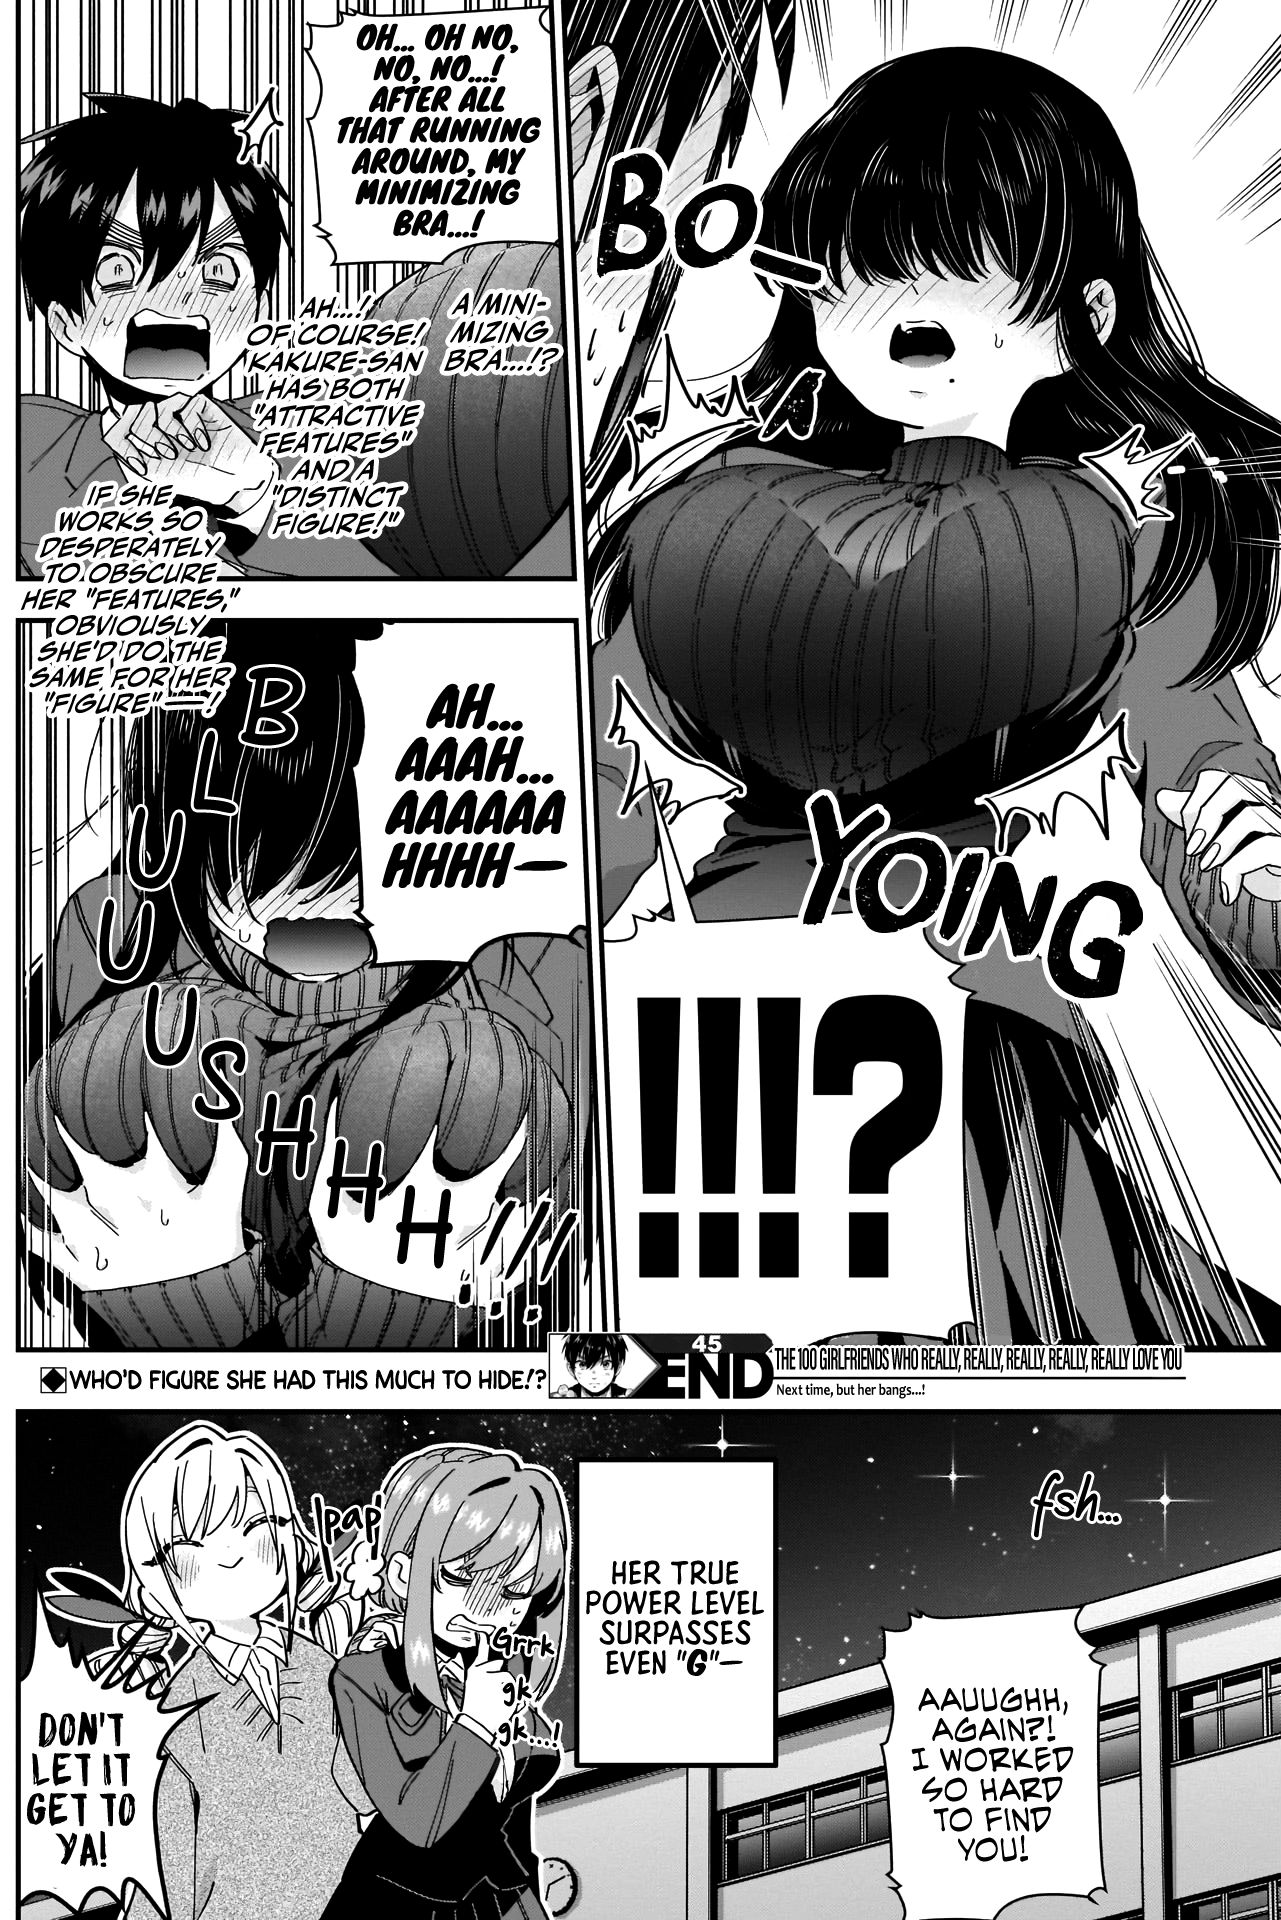 BO—
YOING
!!!?
OH... OH NO,
NO, NO...!
AFTER ALL
THAT RUNNING
AROUND, MY
MINIMIZING
BRA...!
A MINI-
MIZING
BRA...!?
AH...!
OF COURSE!
KAKURE-SAN
HAS BOTH
"ATTRACTIVE
FEATURES"
AND A
"DISTINCT
FIGURE!"
IF SHE
WORKS SO
DESPERATELY
TO OBSCURE
HER "FEATURES,"
OBVIOUSLY
SHE'D DO THE
SAME FOR HER
"FIGURE"—!
AH...
AAAH...
AAAAAA
HHHH—
BLUUUSHHHH!!!...
WHO'D FIGURE SHE HAD THIS MUCH TO HIDE!?
45
END
THE 100 GIRLFRIENDS WHO REALLY, REALLY, REALLY, REALLY, REALLY LOVE YOU
Next time, but her bangs...!
fsh...
AAUUGHH,
AGAIN?!
I WORKED
SO HARD
TO FIND
YOU!
HER TRUE
POWER LEVEL
SURPASSES
EVEN "G"—
pap
Grrk
gk
gk...!
DON'T
LET IT
GET TO
YA!